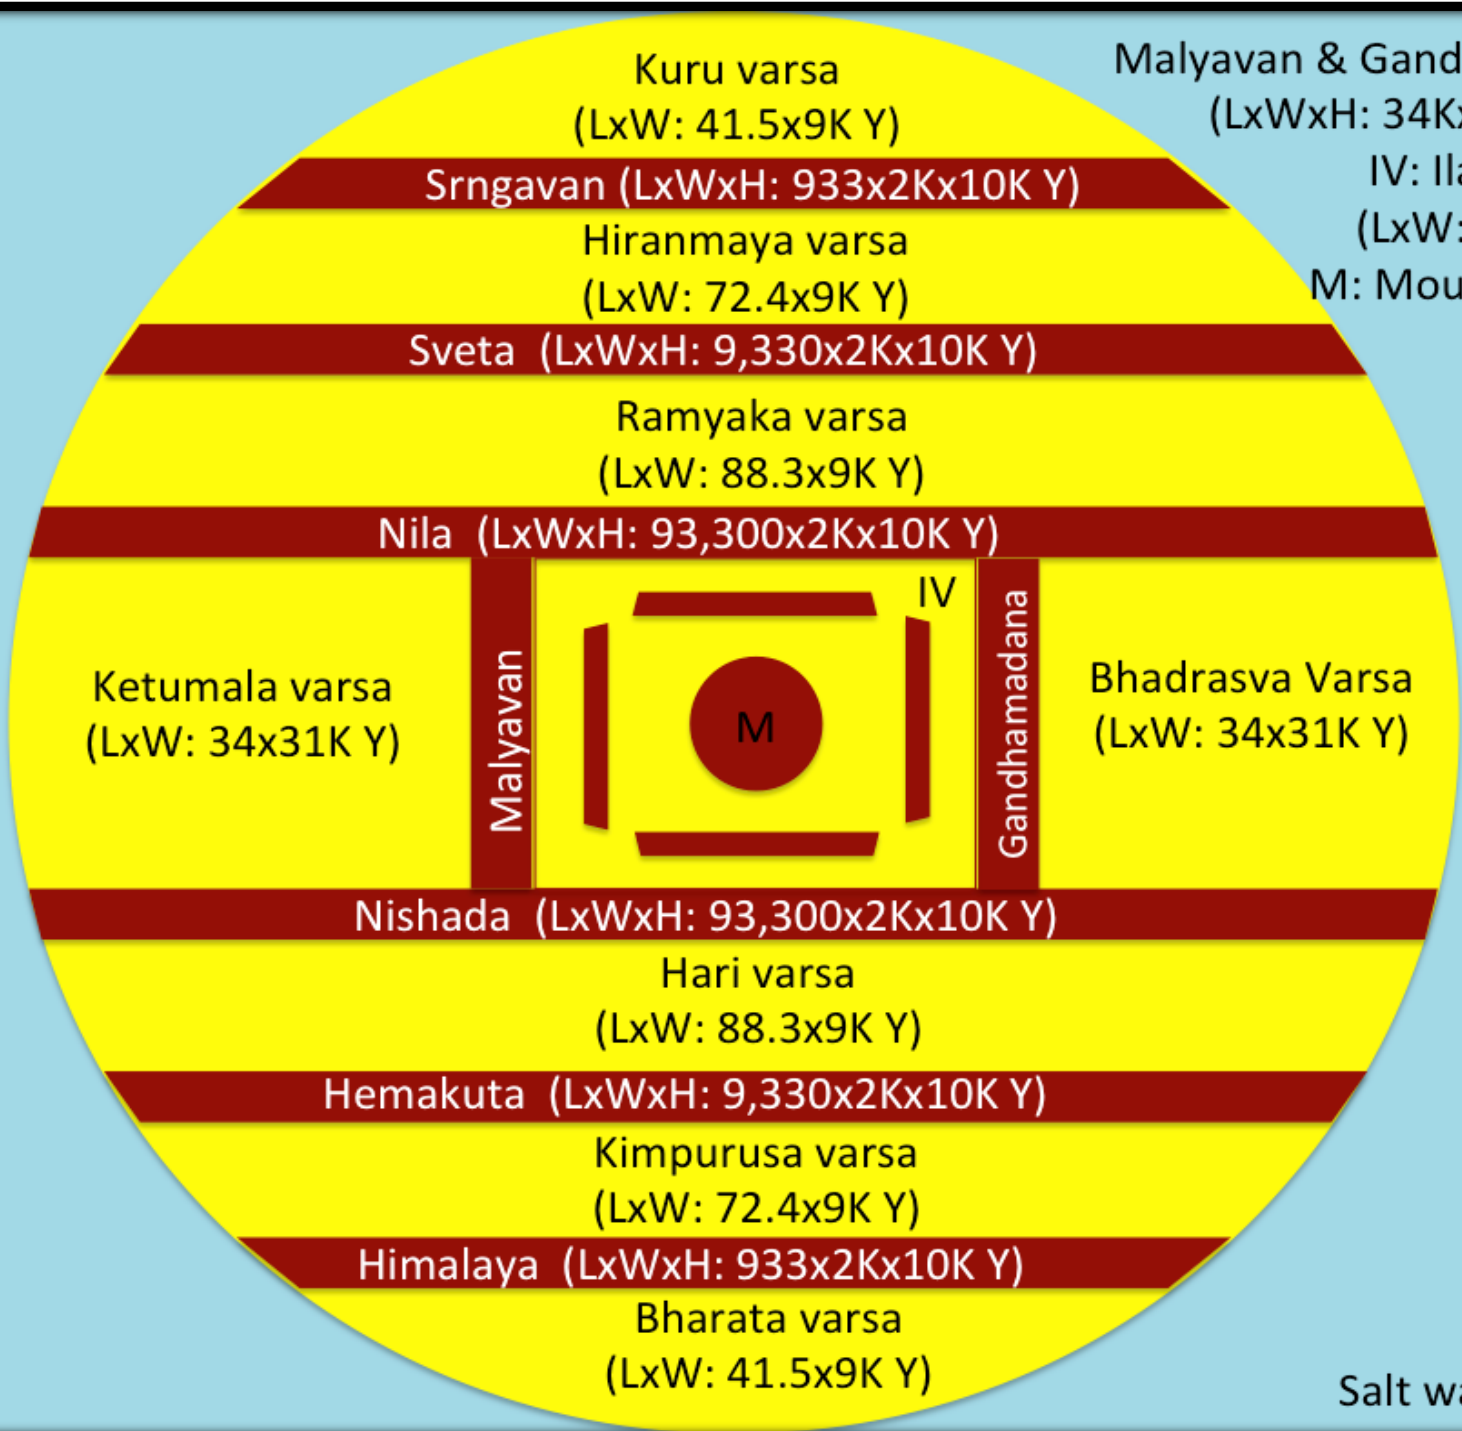 Kuru varsa
(LxW: 41.5x9K Y)
Srngavan (LxWxH: 933x2Kx10K Y)
Hiranmaya varsa
(LxW: 72.4x9K Y)
Sveta (LxWxH: 9,330x2Kx10K Y)
Ramyaka varsa
(LxW: 88.3x9K Y)
Nila (LxWxH: 93,300x2Kx10K Y)
Malyavan & Gand
(LxWxH: 34Kx
IV: Ila
(LxW:
M: Mou
Ketumala varsa
(LxW: 34x31K Y)
Malyavan
IV
M
Gandhamadana
Bhadrasva Varsa
(LxW: 34x31K Y)
Nishada (LxWxH: 93,300x2Kx10K Y)
Hari varsa
(LxW: 88.3x9K Y)
Hemakuta (LxWxH: 9,330x2Kx10K Y)
Kimpurusa varsa
(LxW: 72.4x9K Y)
Himalaya (LxWxH: 933x2Kx10K Y)
Bharata varsa
(LxW: 41.5x9K Y)
Salt wa